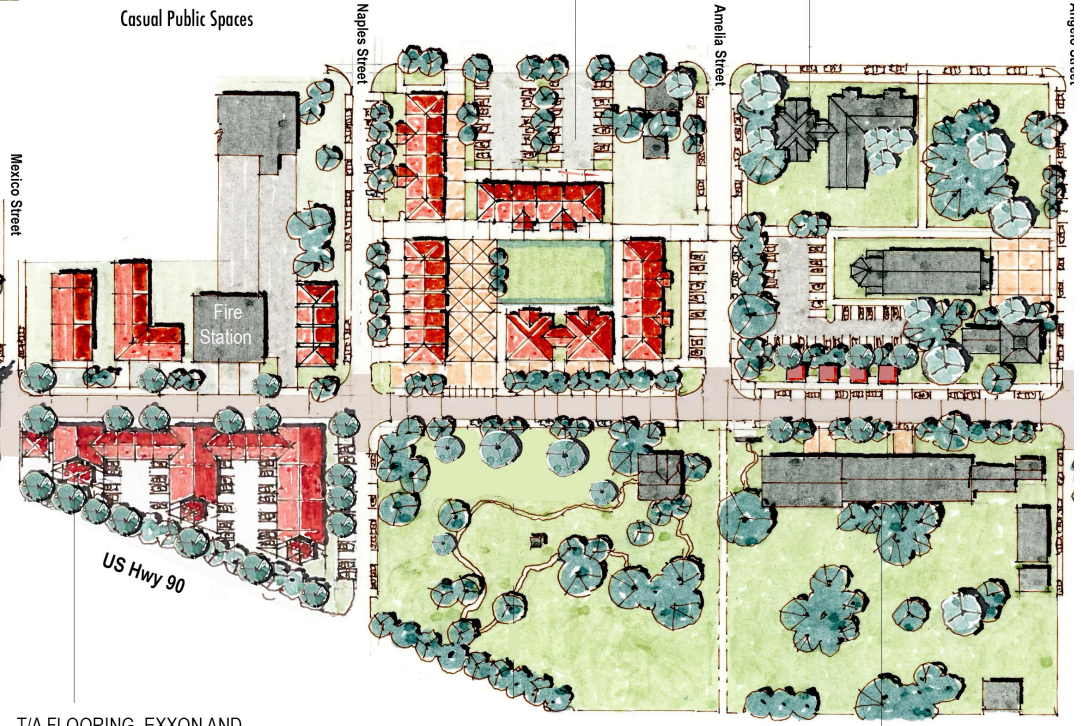 Casual Public Spaces
Naples Street
Amelia Street
Mexico Street
Fire
Station
US Hwy 90
T/A FLOORING, EXXON AND